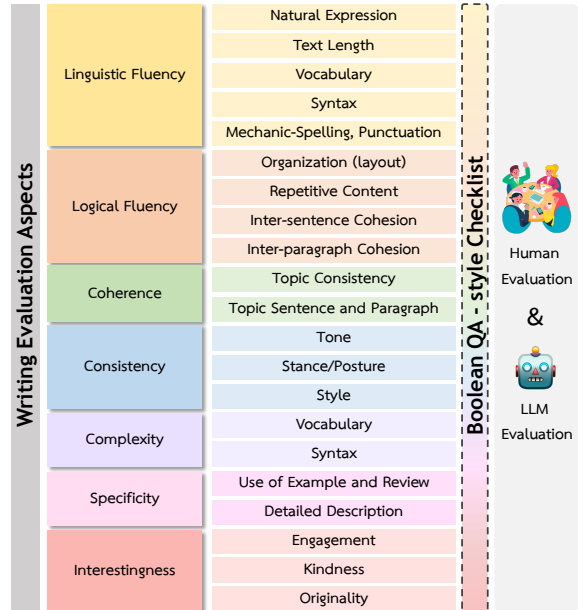 Writing Evaluation Aspects
Linguistic Fluency
Natural Expression
Text Length
Vocabulary
Syntax
Mechanic-Spelling, Punctuation
Logical Fluency
Organization (layout)
Repetitive Content
Inter-sentence Cohesion
Inter-paragraph Cohesion
Coherence
Topic Consistency
Topic Sentence and Paragraph
Consistency
Tone
Stance/Posture
Style
Complexity
Vocabulary
Syntax
Specificity
Use of Example and Review
Detailed Description
Interestingness
Engagement
Kindness
Originality
Boolean QA - style Checklist
Human
Evaluation
&
LLM
Evaluation